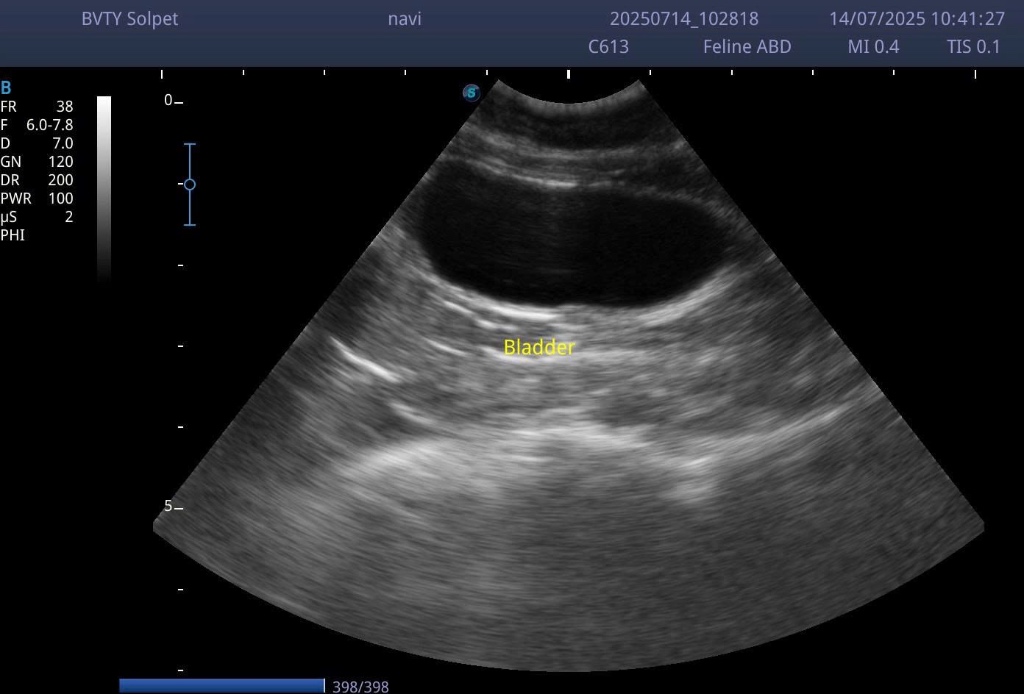 BVTY Solpet navi 20250714_102818 14/07/2025 10:41:27
C613 Feline ABD MI 0.4 TIS 0.1
B
FR 38
F 6.0-7.8
D 7.0
GN 120
DR 200
PWR 100
µS 2
PHI
S
0
Bladder
5
398/398